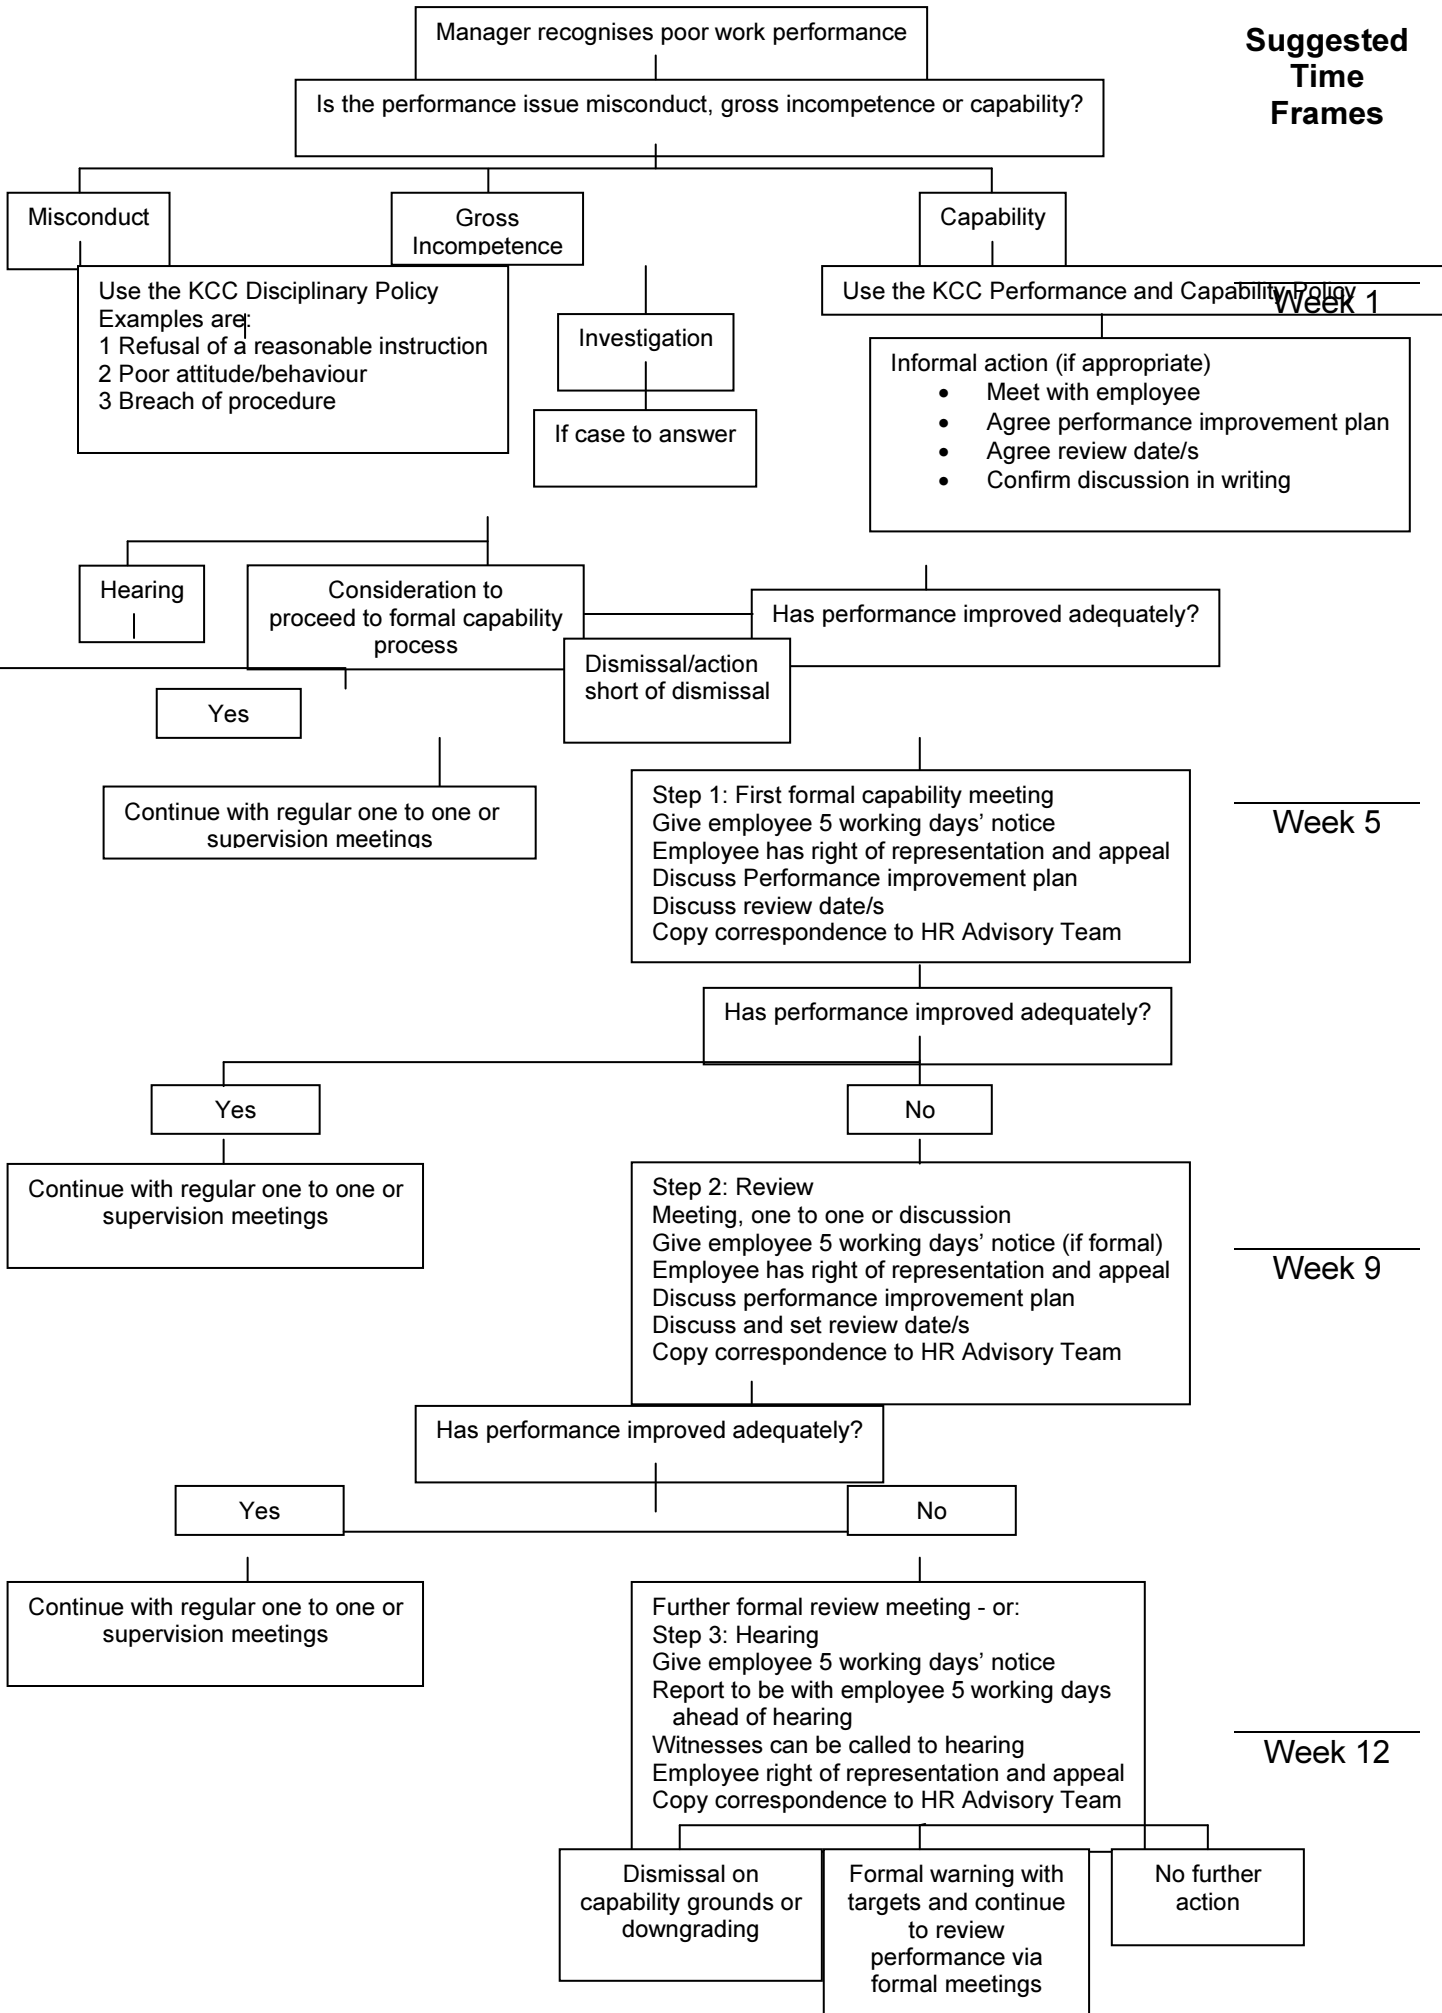 Manager recognises poor work performance
Suggested
Time
Frames
Is the performance issue misconduct, gross incompetence or capability?
Misconduct
Gross
Incompetence
Capability
Use the KCC Disciplinary Policy
Examples are:
1 Refusal of a reasonable instruction
2 Poor attitude/behaviour
3 Breach of procedure
Investigation
If case to answer
Use the KCC Performance and Capability Policy
Week 1
Informal action (if appropriate)
• Meet with employee
• Agree performance improvement plan
• Agree review date/s
• Confirm discussion in writing
Hearing
Consideration to
proceed to formal capability
process
Has performance improved adequately?
Dismissal/action
short of dismissal
Yes
Continue with regular one to one or
supervision meetings
Step 1: First formal capability meeting
Give employee 5 working days’ notice
Employee has right of representation and appeal
Discuss Performance improvement plan
Discuss review date/s
Copy correspondence to HR Advisory Team
Week 5
Has performance improved adequately?
Yes
No
Continue with regular one to one or
supervision meetings
Step 2: Review
Meeting, one to one or discussion
Give employee 5 working days’ notice (if formal)
Employee has right of representation and appeal
Discuss performance improvement plan
Discuss and set review date/s
Copy correspondence to HR Advisory Team
Week 9
Has performance improved adequately?
Yes
No
Continue with regular one to one or
supervision meetings
Further formal review meeting - or:
Step 3: Hearing
Give employee 5 working days’ notice
Report to be with employee 5 working days
ahead of hearing
Witnesses can be called to hearing
Employee right of representation and appeal
Copy correspondence to HR Advisory Team
Week 12
Dismissal on
capability grounds or
downgrading
Formal warning with
targets and continue
to review
performance via
formal meetings
No further
action